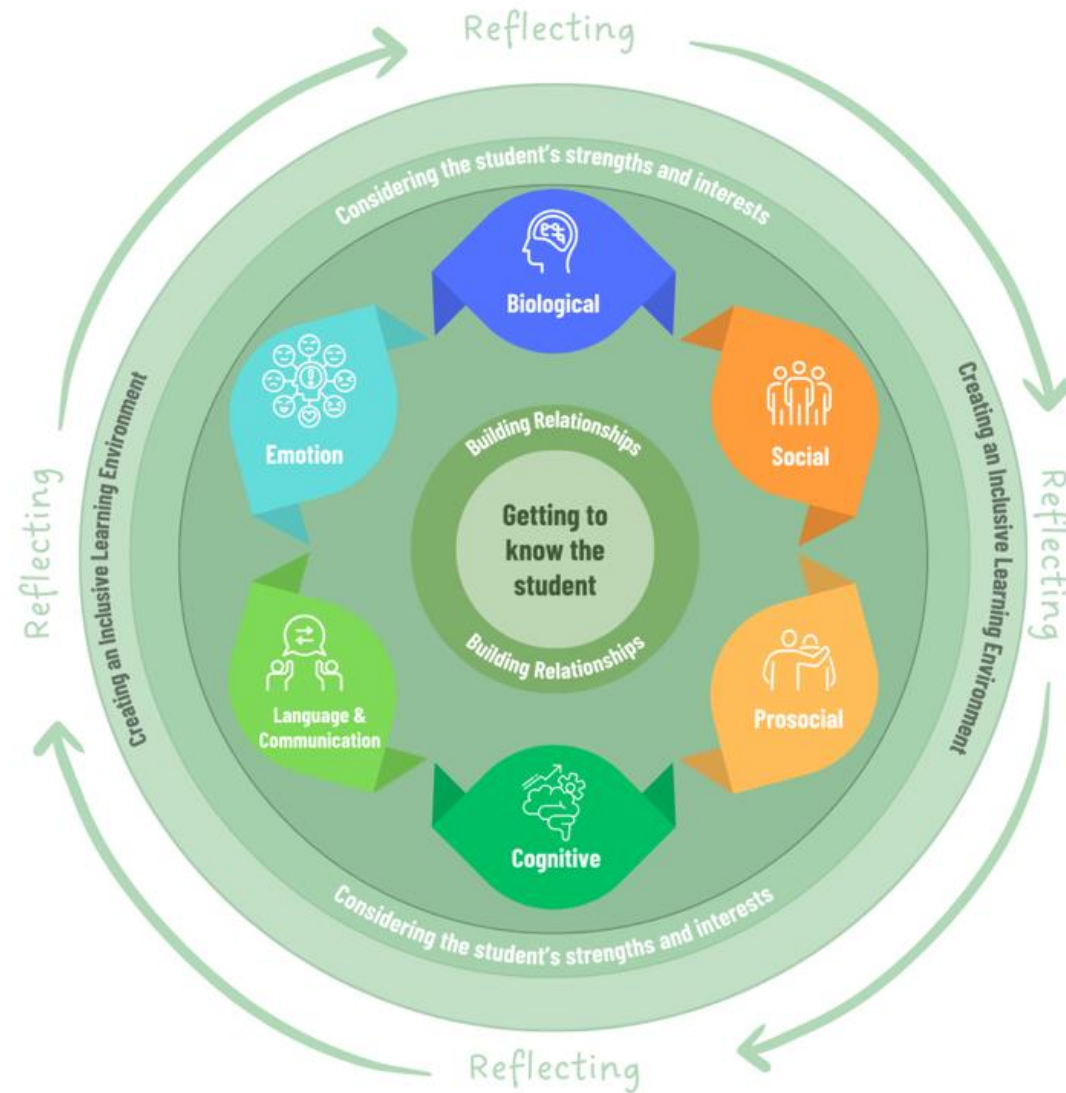 Reflecting
Considering the student's strengths and interests
Biological
Emotion
Social
Creating an Inclusive Learning Environment
Creating an Inclusive Learning Environment
Reflecting
Reflecting
Building Relationships
Getting to
know the
student
Building Relationships
Language &
Communication
Prosocial
Cognitive
Considering the student's strengths and interests
Reflecting